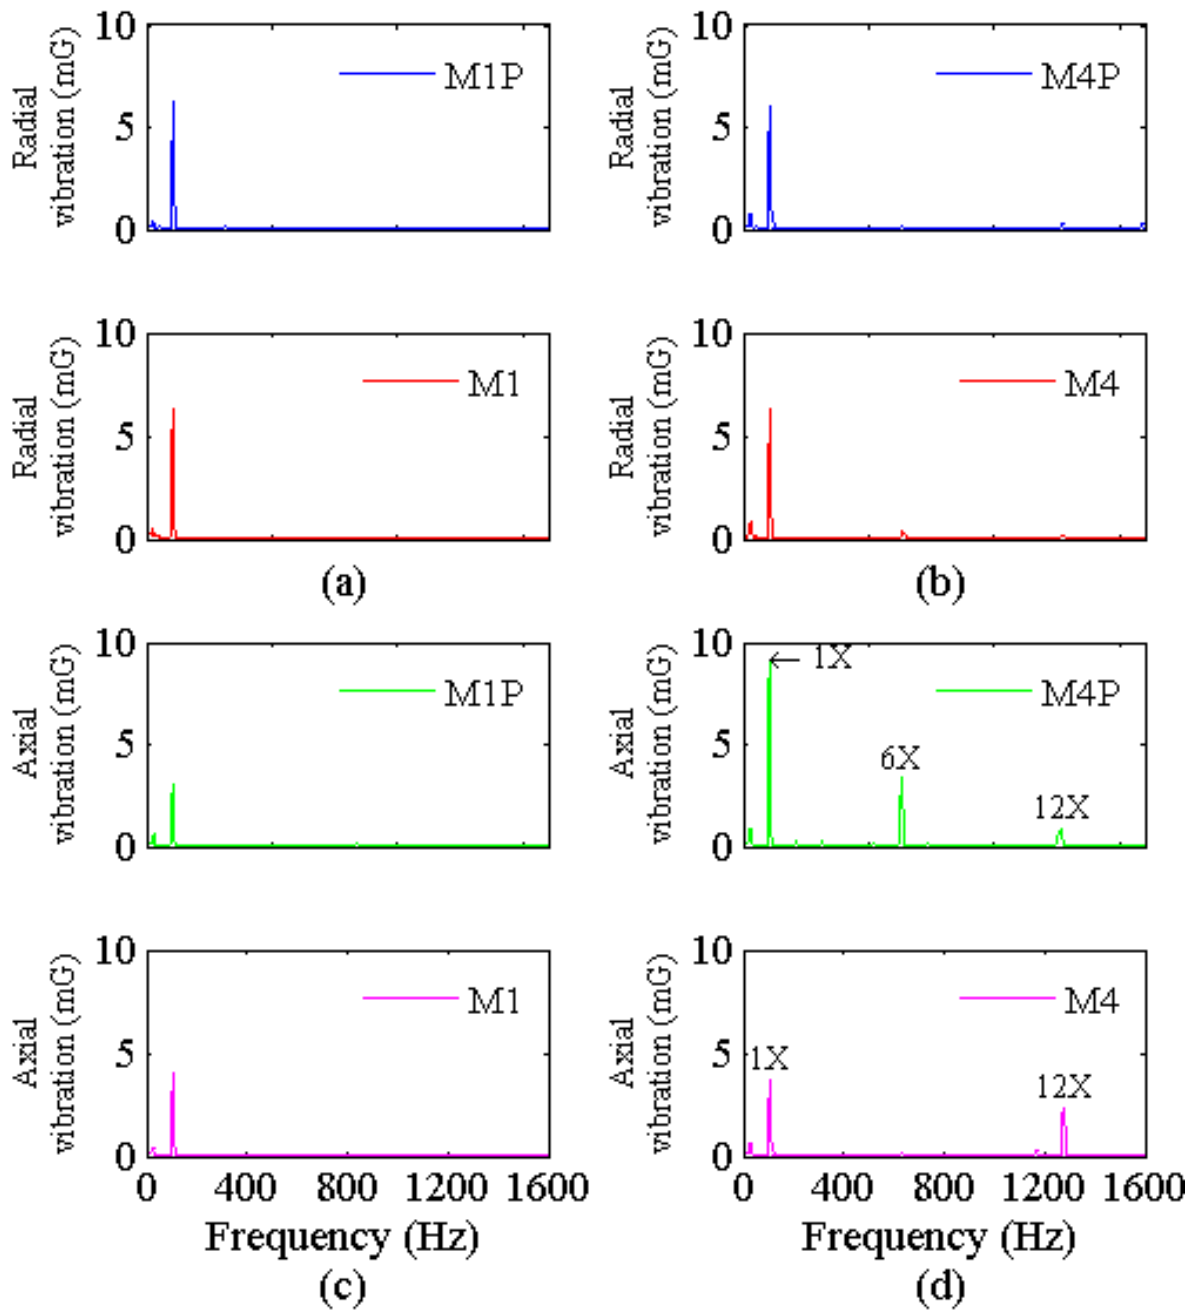 10
5
0
Radial
vibration (mG)
M1P
10
5
0
Radial
vibration (mG)
M4P
10
5
0
Radial
vibration (mG)
M1
(a)
10
5
0
Radial
vibration (mG)
M4
(b)
10
5
0
Axial
vibration (mG)
M1P
10
5
0
Axial
vibration (mG)
1X
M4P
6X
12X
10
5
0
Axial
vibration (mG)
M1
0 400 800 1200 1600
Frequency (Hz)
(c)
10
5
0
Axial
vibration (mG)
M4
1X
12X
0 400 800 1200 1600
Frequency (Hz)
(d)